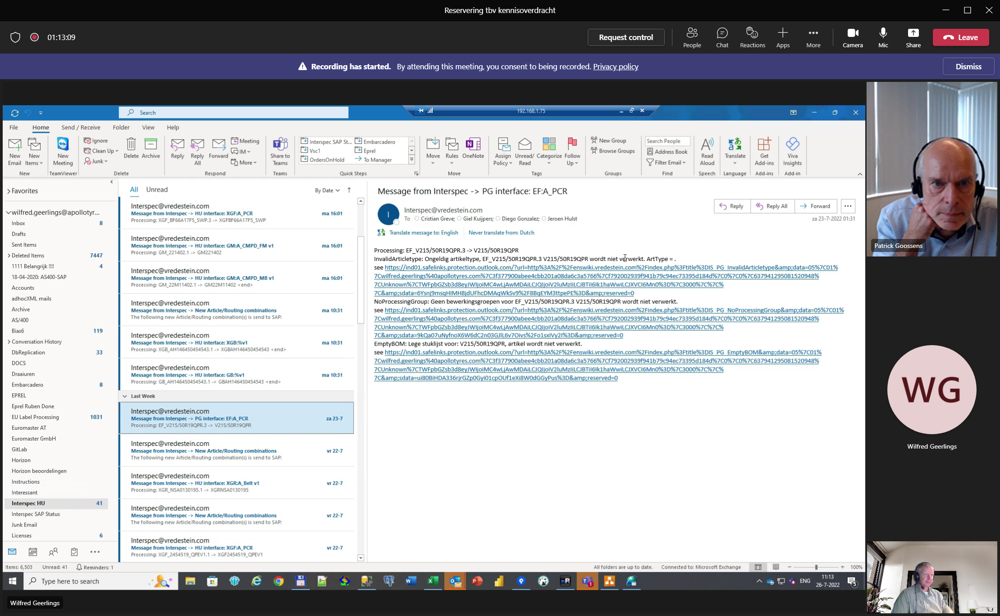 Reservering tbv kennisoverdracht
01:13:09
Request control
People
Chat
Reactions
Apps
More
Camera
Mic
Share
Leave
Recording has started. By attending this meeting, you consent to being recorded. Privacy policy
Dismiss
Search
192.168.1.75
File
Home
Send / Receive
Folder
View
Help
New Email
New Items
New
New Meeting
TeamViewer
Ignore
Clean Up
Junk
Delete
Archive
Delete
Reply
Reply All
Forward
Meeting
IM
More
Respond
Share to Teams
Teams
Interspec SAP St...
Vsc1
OrdersOnHold
Embarcadero
Eprel
To Manager
Quick Steps
Move
Rules
OneNote
Move
Assign Policy
Unread/ Read
Categorize
Follow Up
Tags
New Group
Browse Groups
Groups
Search People
Address Book
Filter Email
Find
Read Aloud
Speech
Translate
Language
Get Add-ins
Add-ins
Viva Insights
Add-in
Favorites
wilfred.geerlings@apollotyr...
Inbox 8
Drafts
Sent Items
Deleted Items 7447
1111 Belangrijk !!!! 4
18-04-2020: AS400-SAP
Accounts
adhocXML mails
Archive
AS/400
Bias6 119
Conversation History
DbReplication 33
DOCS
Draaiuren
Embarcadero 8
EPREL
Eprel Ruben Done
EU Label Processing 1031
Euromaster AT
Euromaster GmbH
GitLab
Horizon
Horizon beoordelingen
Instructions
Interessant
Interspec HU 41
Interspec SAP Status
Junk Email
Licenses 6
All
Unread
By Date
Interspec@vredestein.com
Message from Interspec -> HU interface: XGF:A_PCR ma 16:01
Processing: XGF_BF66A17F5_SWP.3 -> XGFBF66A17F5_SWP
Interspec@vredestein.com
Message from Interspec -> HU interface: GM:A_CMPD_FM v1 ma 16:01
Processing: GM_221402.1 -> GM221402
Interspec@vredestein.com
Message from Interspec -> HU interface: GM:A_CMPD_MB v1 ma 16:01
Processing: GM_22M11402.1 -> GM22M11402 <end>
Interspec@vredestein.com
Message from Interspec -> New Article/Routing combinations ma 10:31
The following new Article/Routing combination(s) is send to SAP:
Interspec@vredestein.com
Message from Interspec -> HU interface: XGB:%v1 ma 10:31
Processing: XGB_AH146450454543.1 -> XGBAH146450454543 <end>
Interspec@vredestein.com
Message from Interspec -> HU interface: GB:%v1 ma 10:31
Processing: GB_AH146450454543.1 -> GBAH146450454543 <end>
Last Week
Interspec@vredestein.com
Message from Interspec -> PG interface: EF:A_PCR za 23-7
Processing: EF_V215/50R19QPR.3 -> V215/50R19QPR
Interspec@vredestein.com
Message from Interspec -> New Article/Routing combinations vr 22-7
The following new Article/Routing combination(s) is send to SAP:
Interspec@vredestein.com
Message from Interspec -> HU interface: XGR:A_Belt v1 vr 22-7
Processing: XGR_NSA0130195.1 -> XGRNSA0130195
Interspec@vredestein.com
Message from Interspec -> New Article/Routing combinations vr 22-7
The following new Article/Routing combination(s) is send to SAP:
Interspec@vredestein.com
Message from Interspec -> HU interface: XGF:A_PCR vr 22-7
Processing: XGF_2454519_QPEV1.1 -> XGF2454519_QPEV1
Message from Interspec -> PG interface: EF:A_PCR
I
Interspec@vredestein.com
To Cristian Greve; Giel Kuijpers; Diego Gonzalez; Jeroen Hulst
Reply
Reply All
Forward
za 23-7-2022 01:31
Translate message to: English
Never translate from: Dutch
Processing: EF_V215/50R19QPR.3 -> V215/50R19QPR
InvalidArticletype: Ongeldig artikeltype, EF_V215/50R19QPR.3 V215/50R19QPR wordt niet verwerkt. ArtType = .
see https://ind01.safelinks.protection.outlook.com/?url=http%3A%2F%2Fenswiki.vredestein.com%2Findex.php%3Ftitle%3DIS_PG_InvalidArticletype&amp;data=05%7C01%
7Cwilfred.geerlings%40apollotyres.com%7C3f377900abee4cbb201a08da6c3a5766%7Cf792002939f941b79c94ec73395d184d%7C0%7C0%7C637941295081520948%
7CUnknown%7CTWFpbGZsb3d8eyJWIjoiMC4wLjAwMDAiLCJQIjoiV2luMzIiLCJBTiI6Ik1haWwiLCJXVCI6Mn0%3D%7C3000%7C%7C%
7C&amp;sdata=6Ysnj9msqHIMH8jdUFhcDMAqWkSv9%2F8BqEYM3ttpePE%3D&amp;reserved=0
NoProcessingGroup: Geen bewerkingsgroepen voor EF_V215/50R19QPR.3 V215/50R19QPR wordt niet verwerkt.
see https://ind01.safelinks.protection.outlook.com/?url=http%3A%2F%2Fenswiki.vredestein.com%2Findex.php%3Ftitle%3DIS_PG_NoProcessingGroup&amp;data=05%7C01%
7Cwilfred.geerlings%40apollotyres.com%7C3f377900abee4cbb201a08da6c3a5766%7Cf792002939f941b79c94ec73395d184d%7C0%7C0%7C637941295081520948%
7CUnknown%7CTWFpbGZsb3d8eyJWIjoiMC4wLjAwMDAiLCJQIjoiV2luMzIiLCJBTiI6Ik1haWwiLCJXVCI6Mn0%3D%7C3000%7C%7C%
7C&amp;sdata=9kQa07uNyfnoX6W6dC2n03GJlL6v7Oivs%2Fo1sxIVy2I%3D&amp;reserved=0
EmptyBOM: Lege stuklijst voor: V215/50R19QPR, artikel wordt niet verwerkt.
see https://ind01.safelinks.protection.outlook.com/?url=http%3A%2F%2Fenswiki.vredestein.com%2Findex.php%3Ftitle%3DIS_PG_EmptyBOM&amp;data=05%7C01%
7Cwilfred.geerlings%40apollotyres.com%7C3f377900abee4cbb201a08da6c3a5766%7Cf792002939f941b79c94ec73395d184d%7C0%7C0%7C637941295081520948%
7CUnknown%7CTWFpbGZsb3d8eyJWIjoiMC4wLjAwMDAiLCJQIjoiV2luMzIiLCJBTiI6Ik1haWwiLCJXVCI6Mn0%3D%7C3000%7C%7C%
7C&amp;sdata=ui80BiHDA336rjrGZp0Gyi01cpOUf1eXi8W0dGGyPus%3D&amp;reserved=0
Items: 6,503
Unread: 41
Reminders: 1
All folders are up to date.
Connected to: Microsoft Exchange
100%
Type here to search
ENG
11:13
26-7-2022
5
Patrick Goossens
WG
Wilfred Geerlings
Wilfred Geerlings